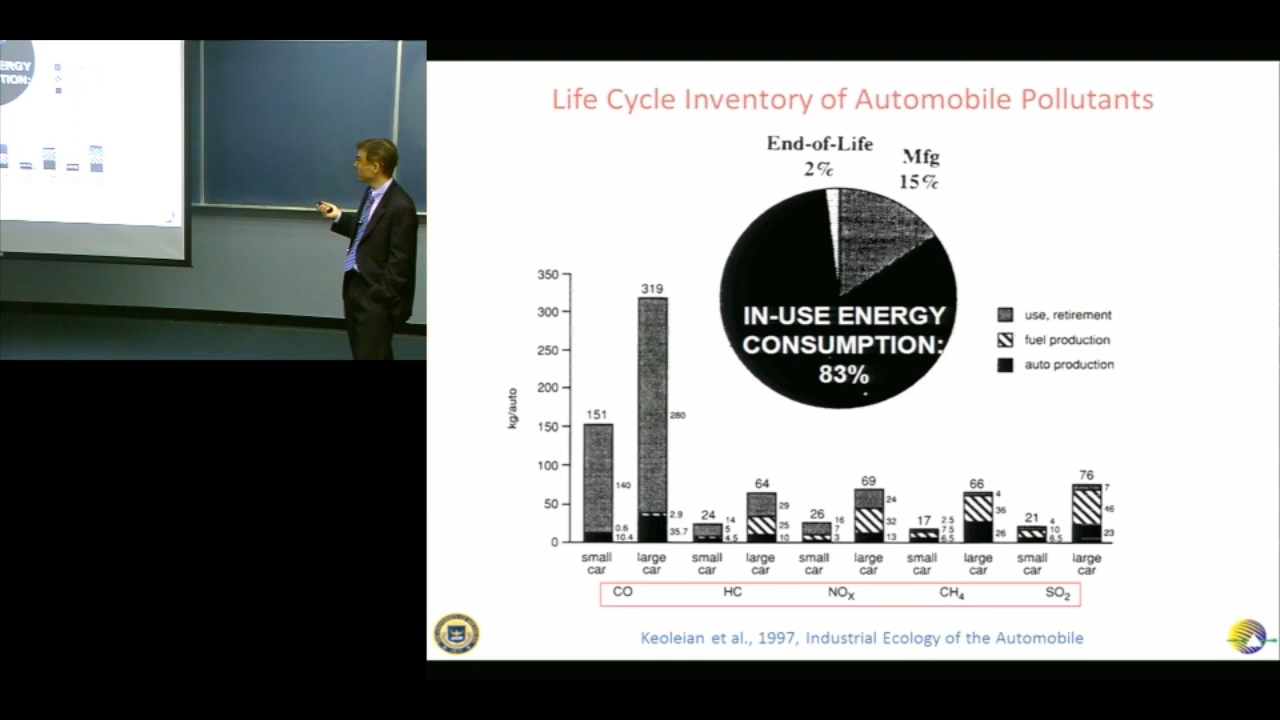 ERGY
TION:
Life Cycle Inventory of Automobile Pollutants
End-of-Life
2%
Mfg
15%
IN-USE ENERGY
CONSUMPTION:
83%
use, retirement
fuel production
auto production
kg/auto
350
300
250
200
150
100
50
0
151
140
0.6
10.4
319
280
2.9
35.7
24
14
5
4.5
64
29
25
10
26
16
7
3
69
24
32
13
17
2.5
7.5
6.5
66
4
36
26
21
4
10
6.5
76
7
46
23
small car
large car
small car
large car
small car
large car
small car
large car
small car
large car
CO HC NOX CH4 SO2
Keoleian et al., 1997, Industrial Ecology of the Automobile